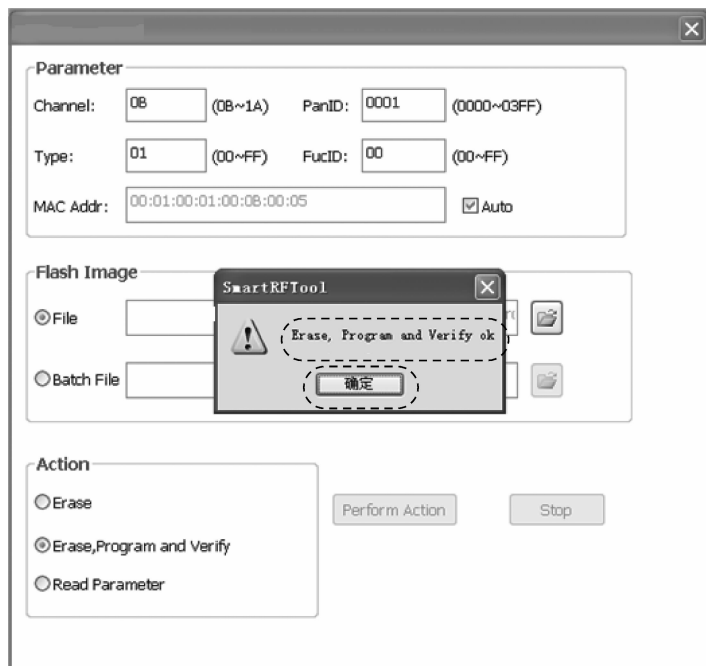 Parameter
Channel: 0B (0B~1A) PanID: 0001 (0000~03FF)
Type: 01 (00~FF) FucID: 00 (00~FF)
MAC Addr: 00:01:00:01:00:0B:00:05 Auto
Flash Image
SmartRFTool
File
Erase, Program and Verify ok
Batch File
确定
Action
Erase
Perform Action Stop
Erase,Program and Verify
Read Parameter